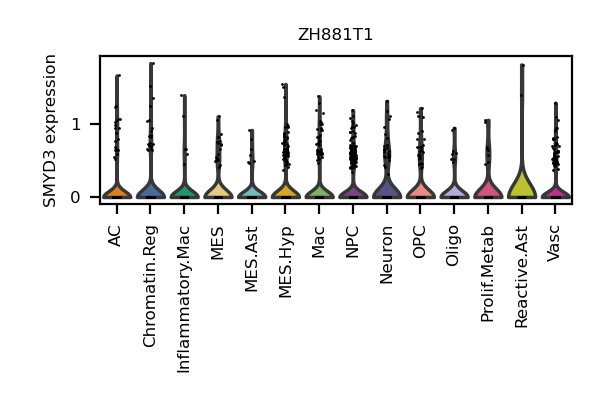 ZH881T1
SMYD3 expression
1
0
AC
Chromatin.Reg
Inflammatory.Mac
MES
MES.Ast
MES.Hyp
Mac
NPC
Neuron
OPC
Oligo
Prolif.Metab
Reactive.Ast
Vasc